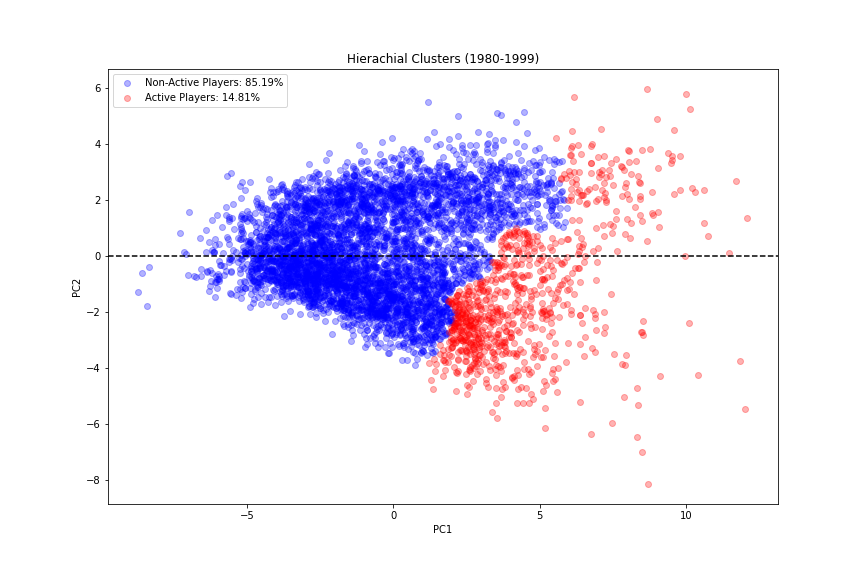 Hierachial Clusters (1980-1999)
Non-Active Players: 85.19%
Active Players: 14.81%
6
4
2
0
−2
−4
−6
−8
PC2
−5
0
5
10
PC1